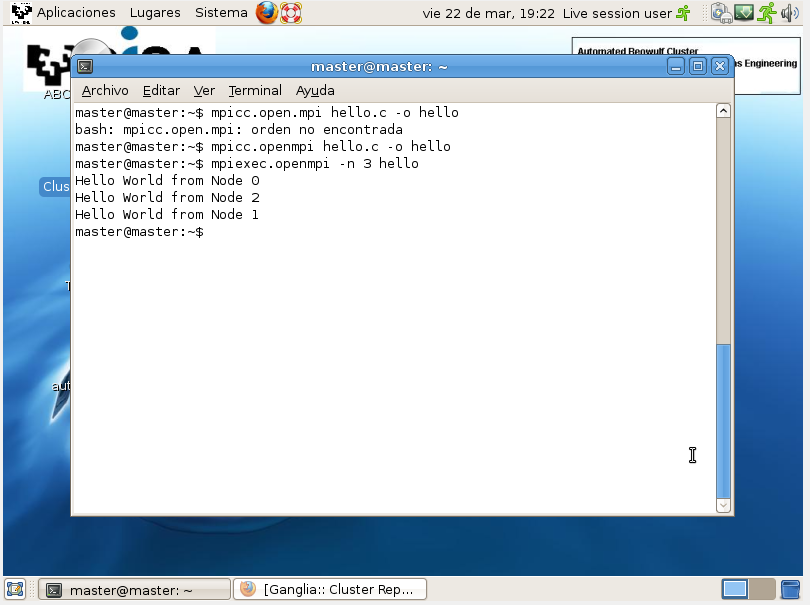 Aplicaciones Lugares Sistema vie 22 de mar, 19:22 Live session user
Automated Beowulf Cluster
s Engineering
ABC
master@master: ~
Archivo Editar Ver Terminal Ayuda
master@master:~$ mpicc.open.mpi hello.c -o hello
bash: mpicc.open.mpi: orden no encontrada
master@master:~$ mpicc.openmpi hello.c -o hello
master@master:~$ mpiexec.openmpi -n 3 hello
Hello World from Node 0
Hello World from Node 2
Hello World from Node 1
master@master:~$
Clus
aut
master@master: ~ [Ganglia:: Cluster Rep...